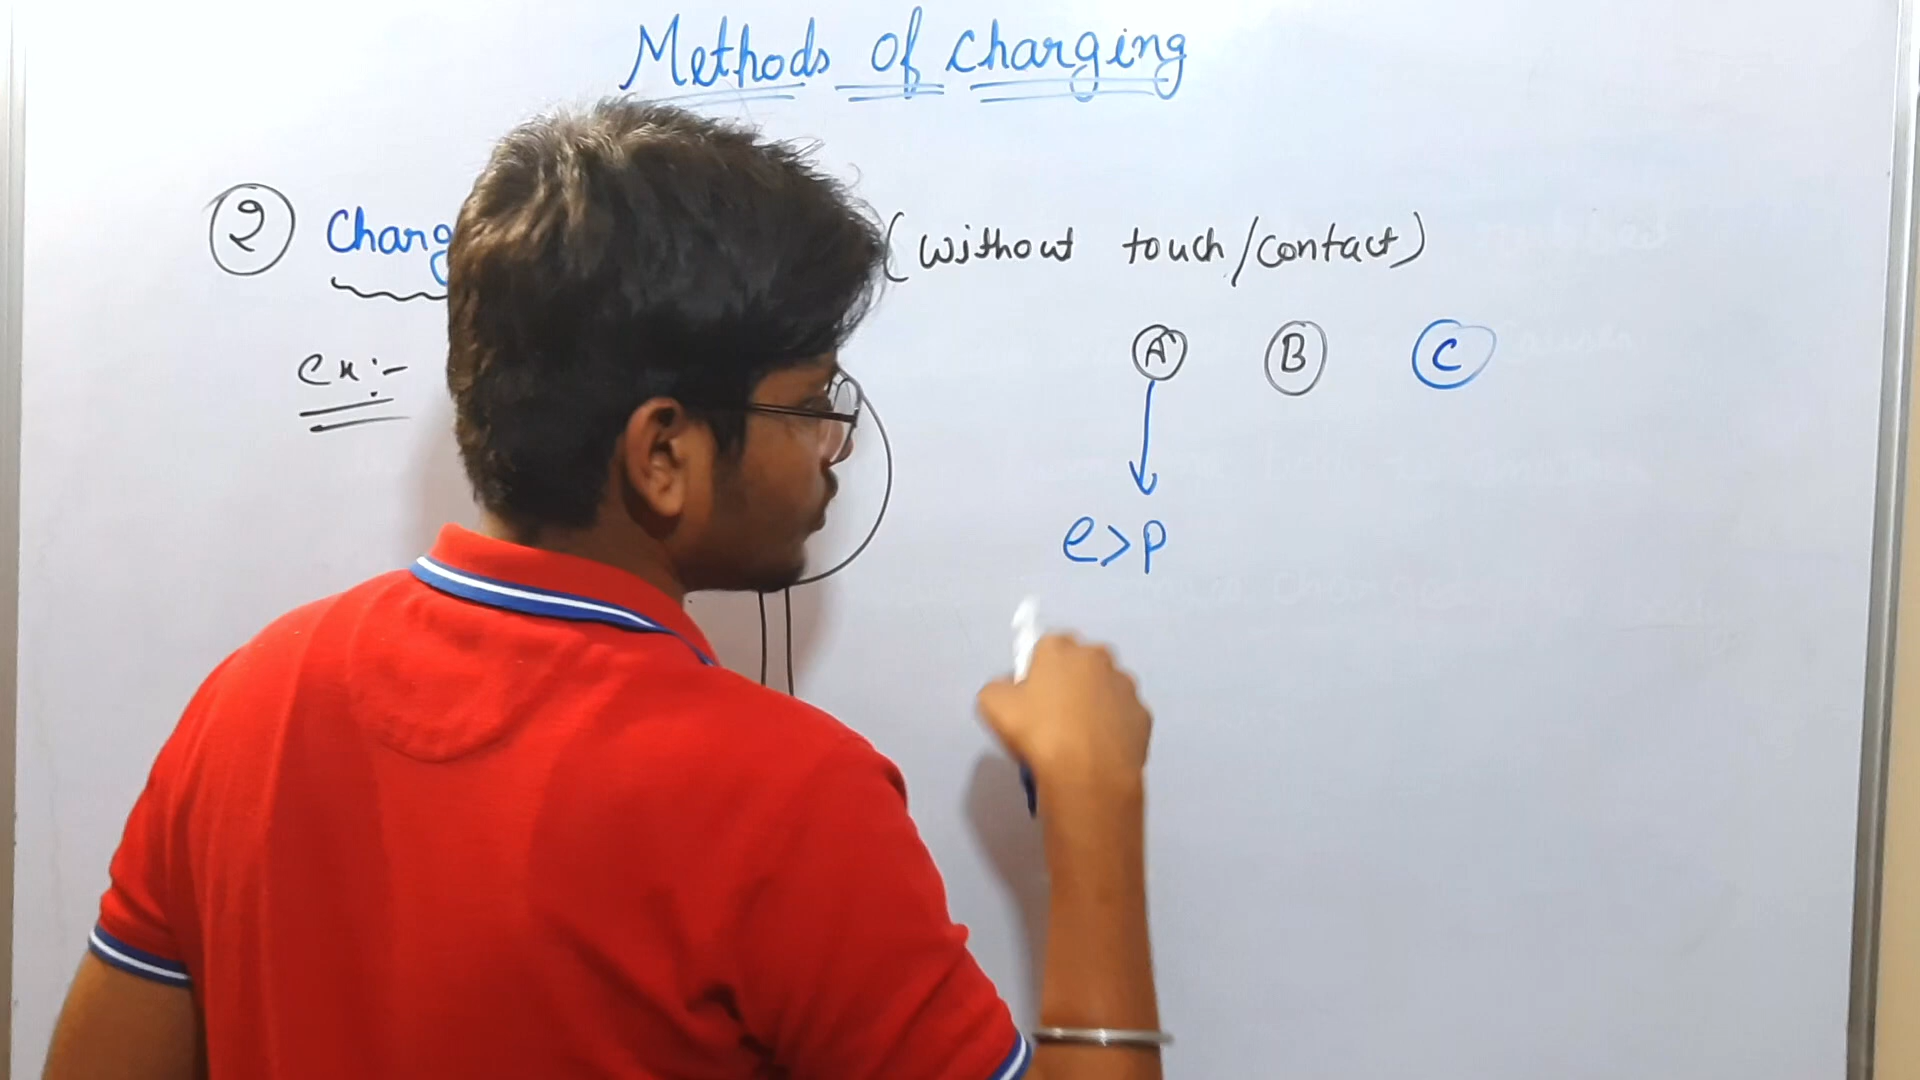 Methods of Charging
2 Charg (without touch/contact)
ex:-
A B C
e>p